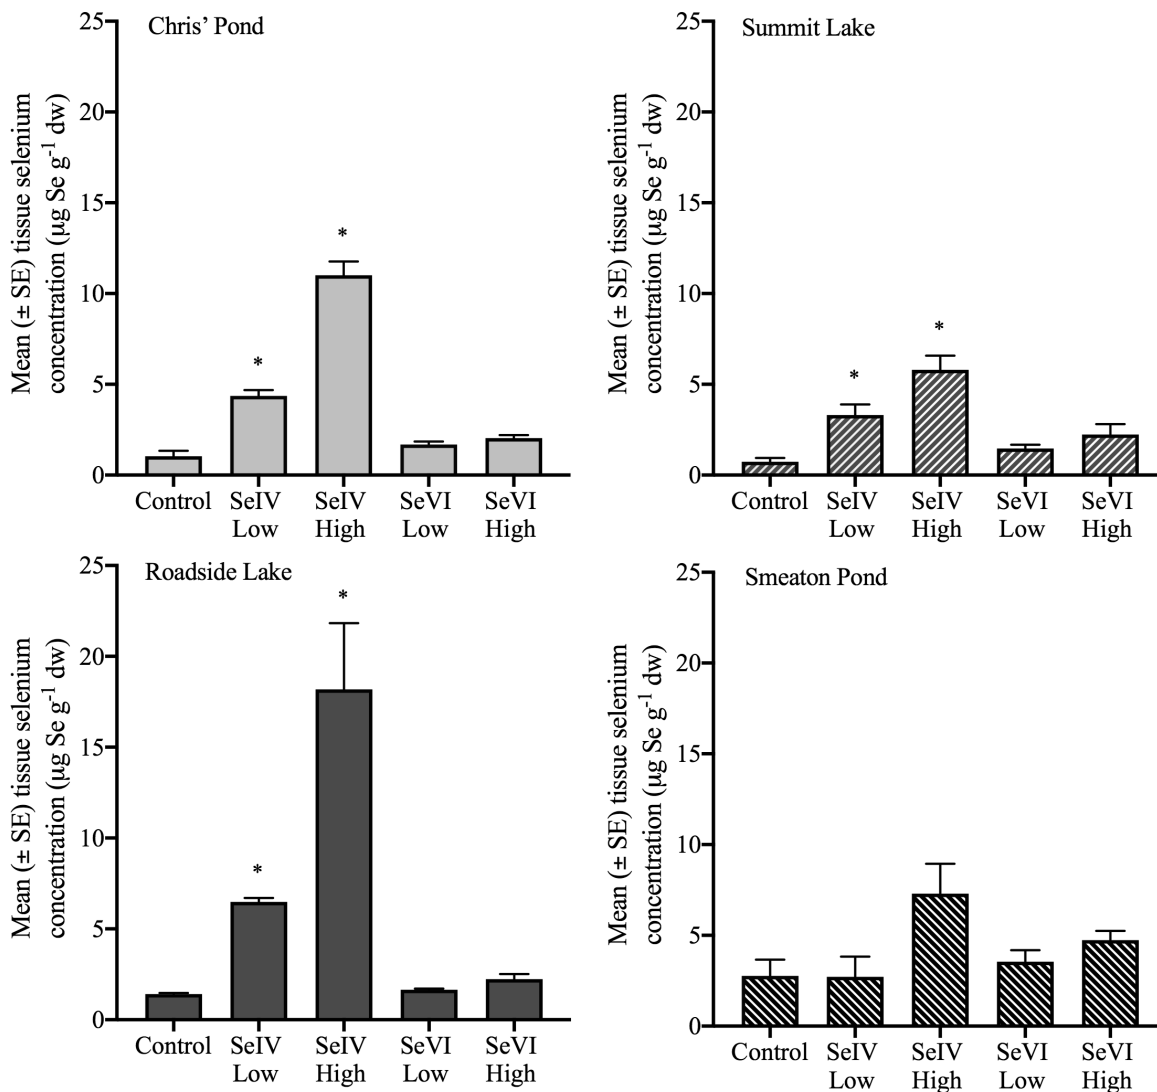 Chris’ Pond
Mean (± SE) tissue selenium
concentration (µg Se g⁻¹ dw)
25
20
15
10
5
0
*
*
Control SeIV SeIV SeVI SeVI
Low High Low High
Summit Lake
Mean (± SE) tissue selenium
concentration (µg Se g⁻¹ dw)
25
20
15
10
5
0
*
*
Control SeIV SeIV SeVI SeVI
Low High Low High
Roadside Lake
Mean (± SE) tissue selenium
concentration (µg Se g⁻¹ dw)
25
20
15
10
5
0
*
*
Control SeIV SeIV SeVI SeVI
Low High Low High
Smeaton Pond
Mean (± SE) tissue selenium
concentration (µg Se g⁻¹ dw)
25
20
15
10
5
0
Control SeIV SeIV SeVI SeVI
Low High Low High